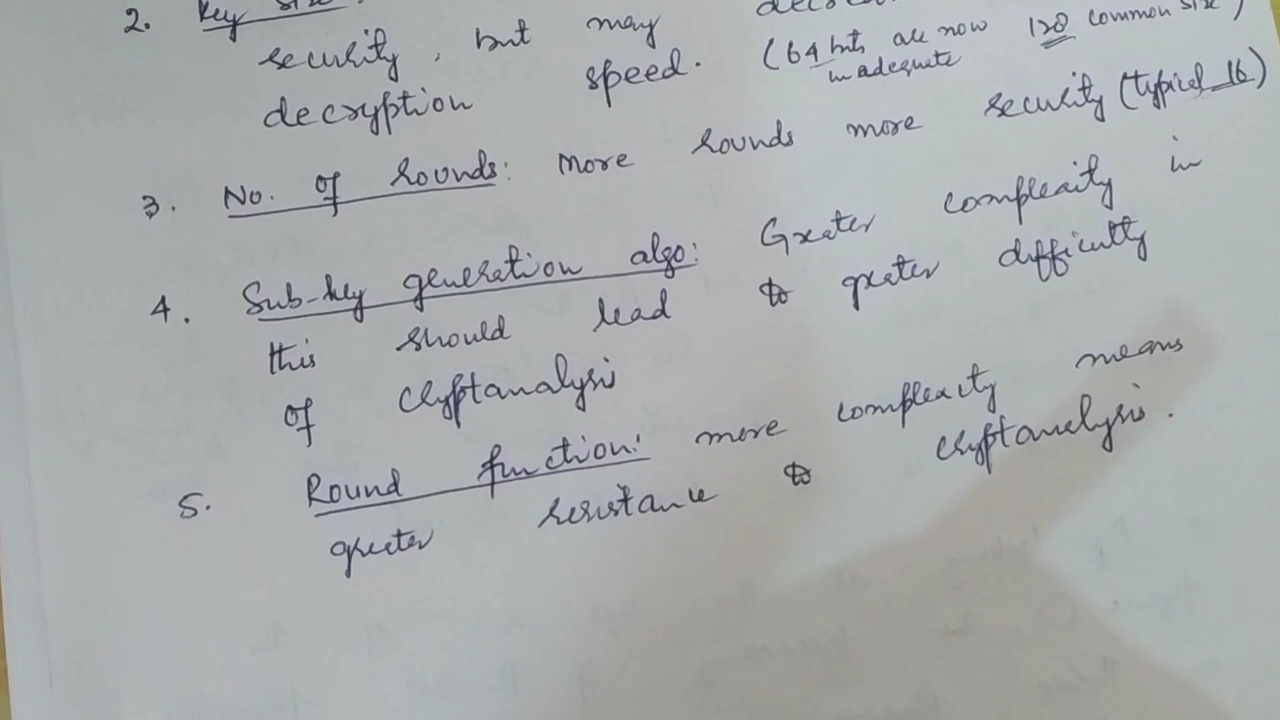 2. Key size
security, but may
decryption speed. (64 bits are now 128 common size)
inadequate
3. No. of rounds: More rounds more security (typical 16)
4. Sub-key generation algo: Greater complexity in
this should lead to greater difficulty
of cryptanalysis
5. Round function: more complexity means
greater resistance to cryptanalysis.